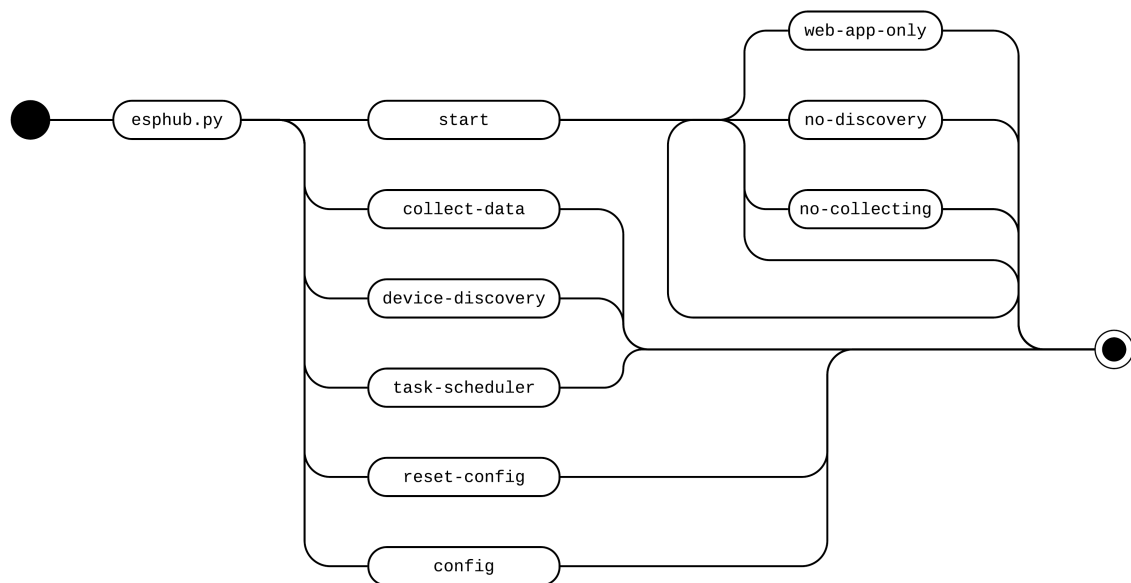 web-app-only
esphub.py
start
no-discovery
collect-data
no-collecting
device-discovery
task-scheduler
reset-config
config